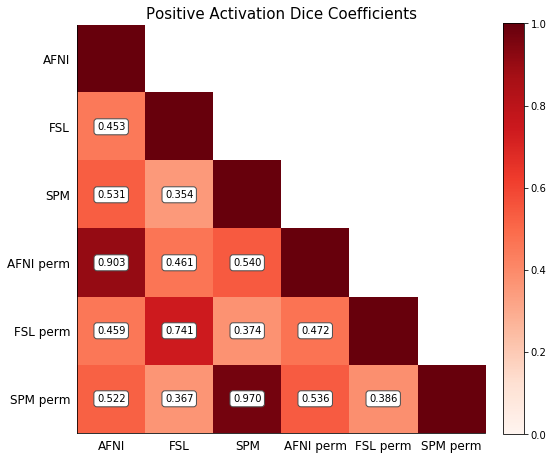 Positive Activation Dice Coefficients
1.0
AFNI
0.8
FSL 0.453
SPM 0.531 0.354
0.6
AFNI perm 0.903 0.461 0.540
0.4
FSL perm 0.459 0.741 0.374 0.472
0.2
SPM perm 0.522 0.367 0.970 0.536 0.386
0.0
AFNI FSL SPM AFNI perm FSL perm SPM perm